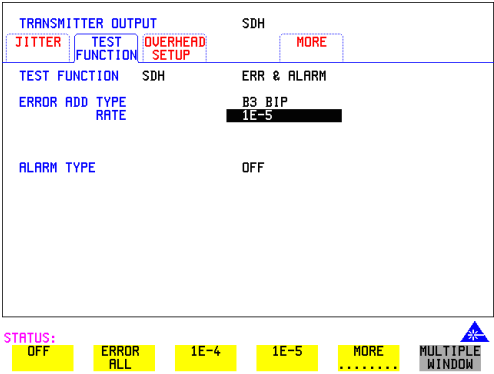 TRANSMITTER OUTPUT SDH
JITTER TEST FUNCTION OVERHEAD SETUP MORE
TEST FUNCTION SDH ERR & ALARM
ERROR ADD TYPE B3 BIP
RATE 1E-5
ALARM TYPE OFF
STATUS:
OFF ERROR ALL 1E-4 1E-5 MORE ........ MULTIPLE WINDOW